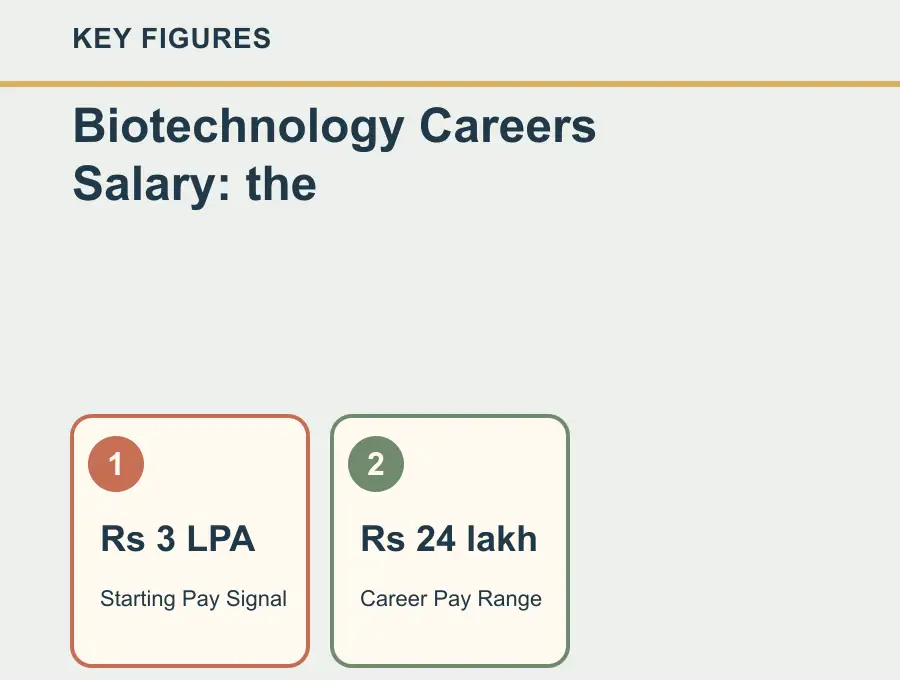 KEY FIGURES
Biotechnology Careers
Salary: the
1
2
Rs 3 LPA
Rs 24 lakh
Starting Pay Signal
Career Pay Range